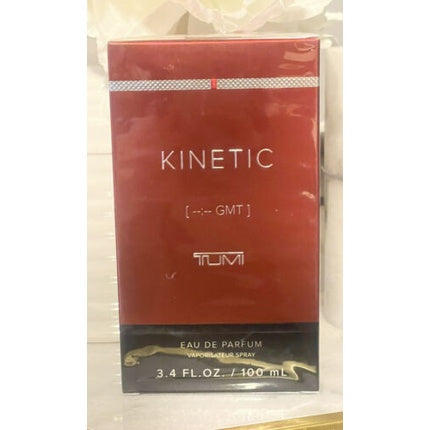 KINETIC
[ --:-- GMT ]
TUMI
EAU DE PARFUM
VAPORISATEUR SPRAY
3.4 FL.OZ. / 100 mL